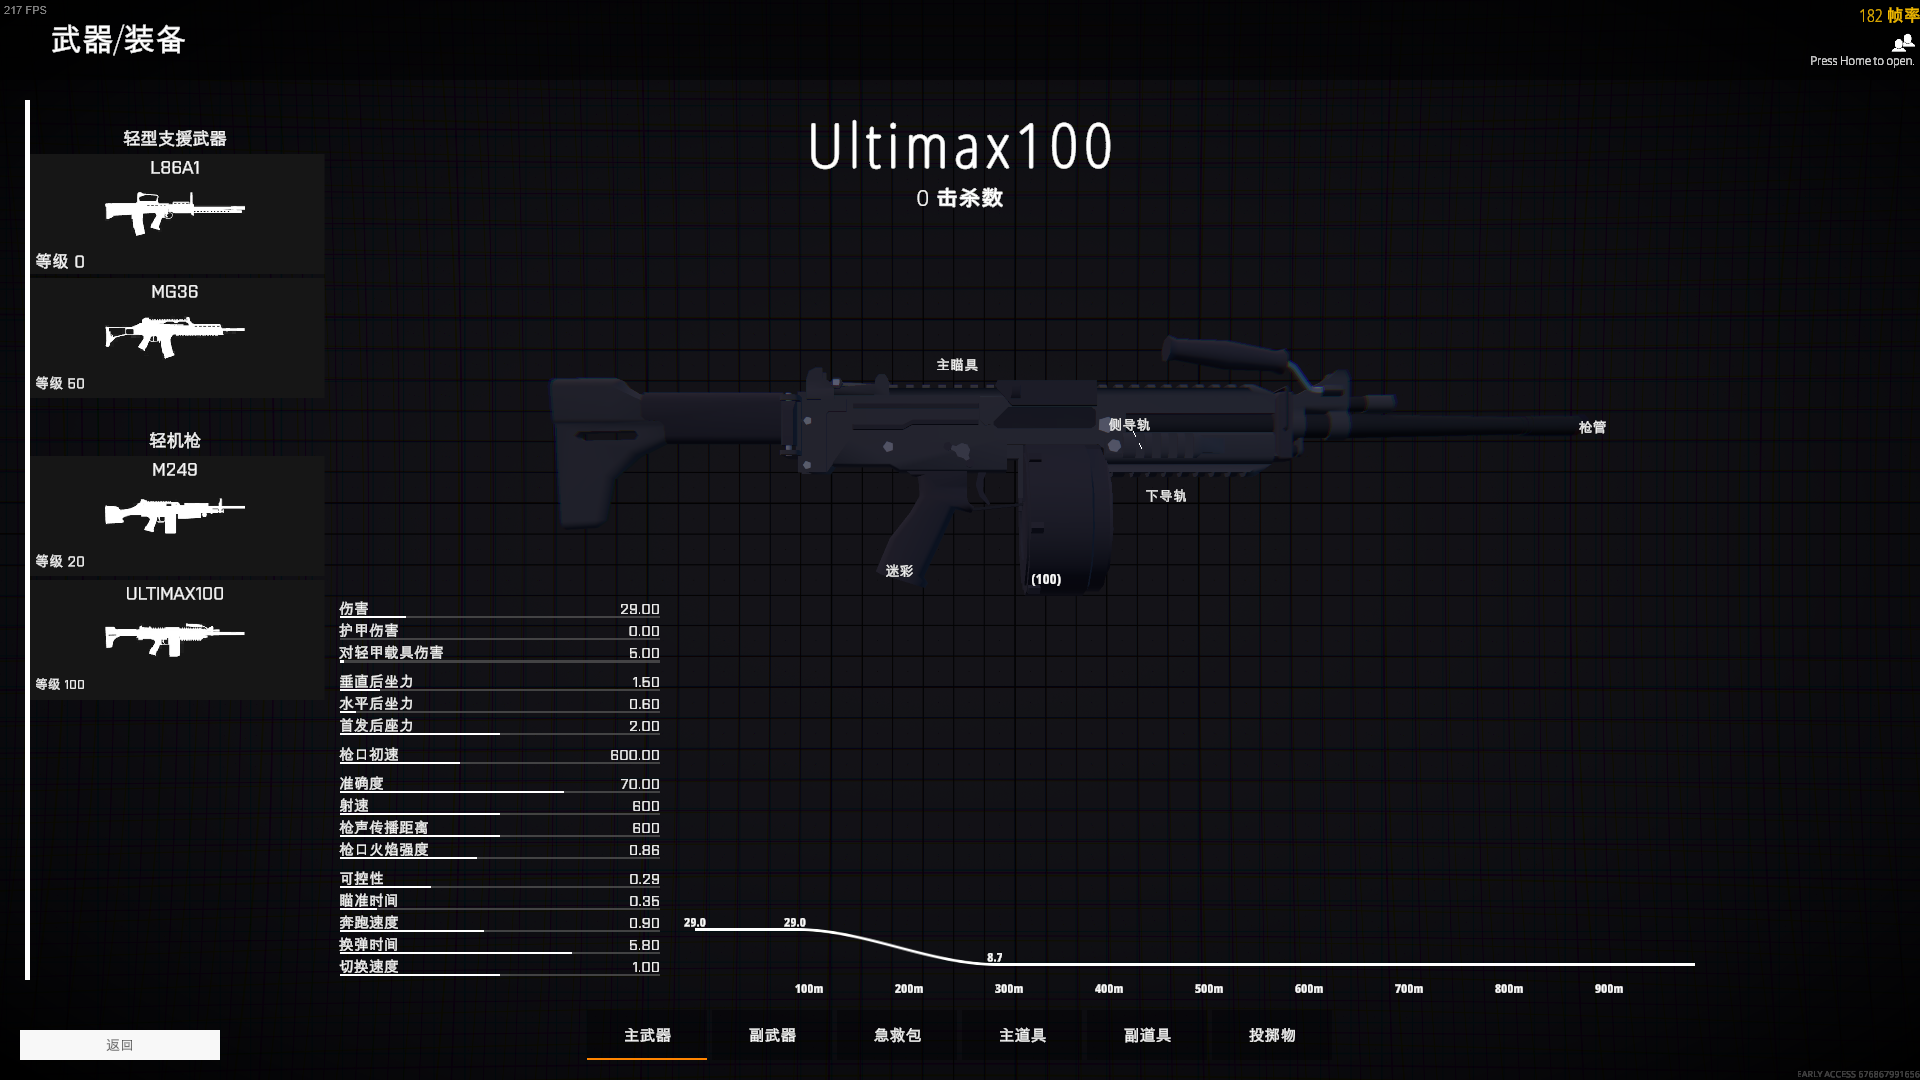 217 FPS
182 帧率
武器/装备
Press Home to open.
轻型支援武器
L86A1
等级 0
MG36
等级 50
轻机枪
M249
等级 20
ULTIMAX100
等级 100
Ultimax100
0 击杀数
主瞄具
侧导轨
枪管
下导轨
迷彩
(100)
伤害 29.00
护甲伤害 0.00
对轻甲载具伤害 5.00
垂直后坐力 1.50
水平后坐力 0.60
首发后座力 2.00
枪口初速 600.00
准确度 70.00
射速 600
枪声传播距离 600
枪口火焰强度 0.86
可控性 0.29
瞄准时间 0.35
奔跑速度 0.90
换弹时间 5.80
切换速度 1.00
29.0 29.0 8.7
100m 200m 300m 400m 500m 600m 700m 800m 900m
主武器 副武器 急救包 主道具 副道具 投掷物
返回
EARLY ACCESS 676867991656